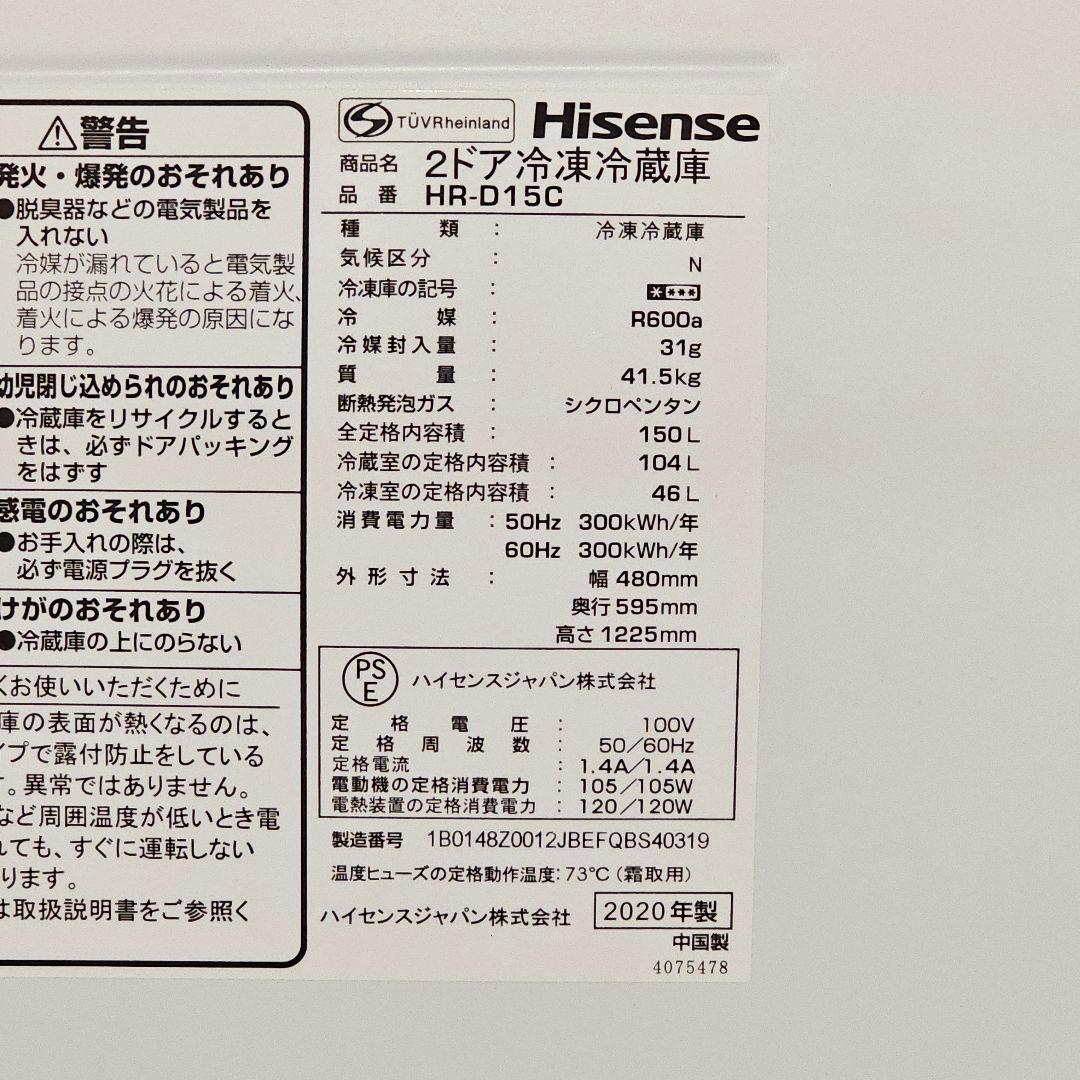 警告
発火・爆発のおそれあり
●脱臭器などの電気製品を
入れない
冷媒が漏れていると電気製
品の接点の火花による着火、
着火による爆発の原因にな
ります。
幼児閉じ込められのおそれあり
●冷蔵庫をリサイクルすると
きは、必ずドアパッキング
をはずす
感電のおそれあり
●お手入れの際は、
必ず電源プラグを抜く
けがのおそれあり
●冷蔵庫の上にのらない
くお使いいただくために
庫の表面が熱くなるのは、
イプで露付防止をしている
す。異常ではありません。
など周囲温度が低いとき電
れても、すぐに運転しない
ります。
は取扱説明書をご参照く
TÜVRheinland
Hisense
商品名 2ドア冷凍冷蔵庫
品番 HR-D15C
種類 : 冷凍冷蔵庫
気候区分 : N
冷凍庫の記号 : ****
冷媒 : R600a
冷媒封入量 : 31g
質量 : 41.5kg
断熱発泡ガス : シクロペンタン
全定格内容積 : 150L
冷蔵室の定格内容積 : 104L
冷凍室の定格内容積 : 46L
消費電力量 : 50Hz 300kWh/年
60Hz 300kWh/年
外形寸法 : 幅480mm
奥行595mm
高さ1225mm
PSE ハイセンスジャパン株式会社
定格電圧 : 100V
定格周波数 : 50/60Hz
定格電流 : 1.4A/1.4A
電動機の定格消費電力 : 105/105W
電熱装置の定格消費電力 : 120/120W
製造番号 1B0148Z0012JBEFQBS40319
温度ヒューズの定格動作温度:73℃(霜取用)
ハイセンスジャパン株式会社 2020年製
中国製
4075478